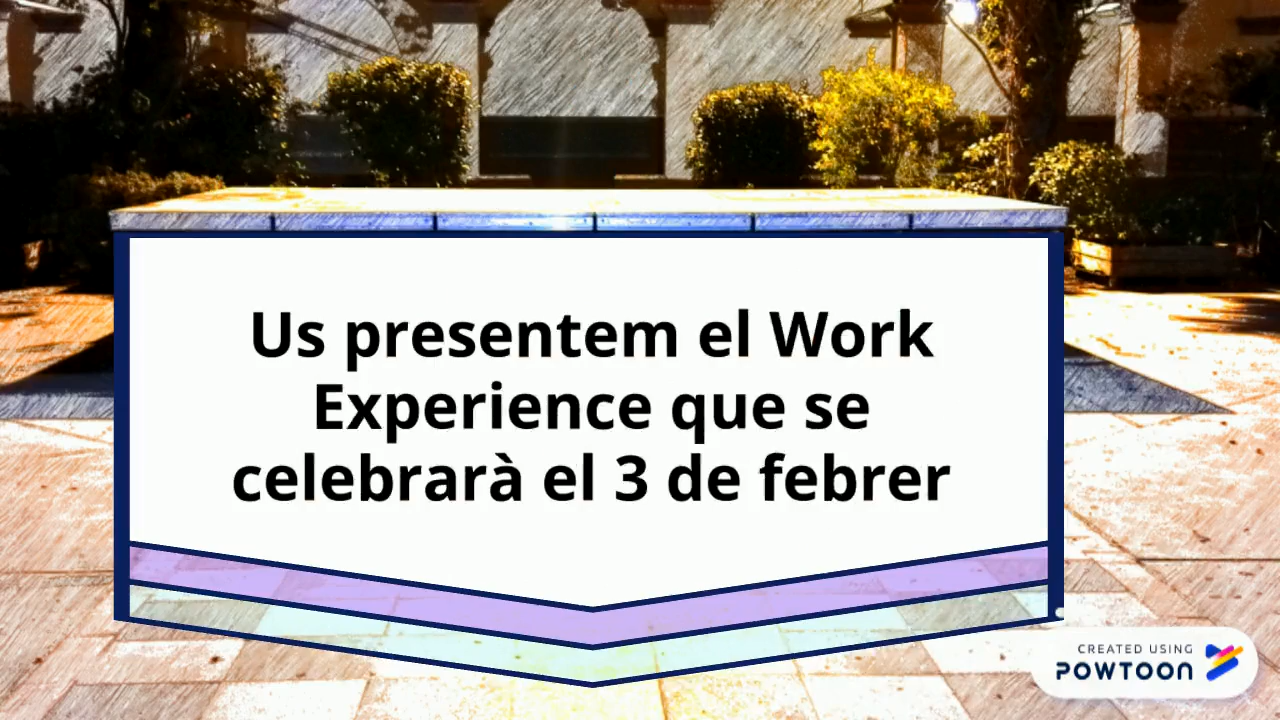 Us presentem el Work
Experience que se
celebrarà el 3 de febrer
CREATED USING
POWTOON